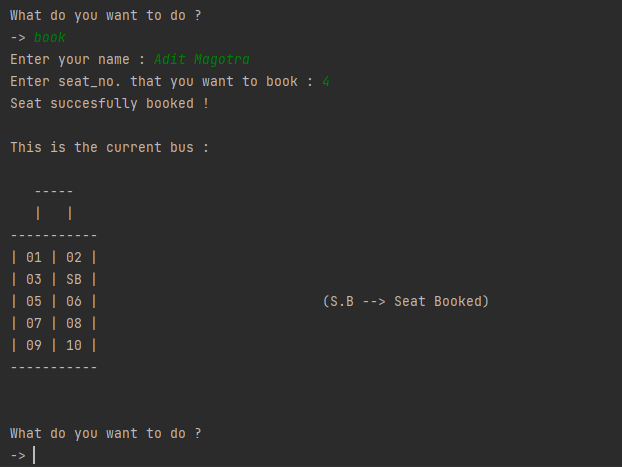 What do you want to do ?
-> book
Enter your name : Adit Magotra
Enter seat_no. that you want to book : 4
Seat succesfully booked !
This is the current bus :
-----
|   |
-----------
| 01 | 02 |
| 03 | SB |
| 05 | 06 |                            (S.B --> Seat Booked)
| 07 | 08 |
| 09 | 10 |
-----------
What do you want to do ?
->